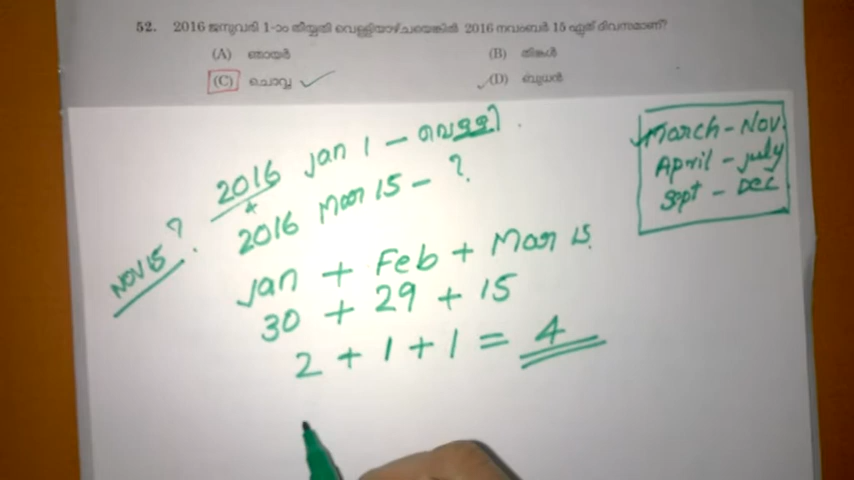 52. 2016 ജനുവരി 1-ാം തീയ്യതി വെള്ളിയാഴ്ചയെങ്കിൽ 2016 നവംബർ 15 ഏത് ദിവസമാണ്?
(A) ഞായർ (B) തിങ്കൾ
(C) ചൊവ്വ (D) ബുധൻ
2016 Jan 1 - വെള്ളി.
2016 Mar 15 - ?
NOV 15 ?
Jan + Feb + Mar 15.
30 + 29 + 15
2 + 1 + 1 = 4
March - Nov.
April - July
Sept - Dec